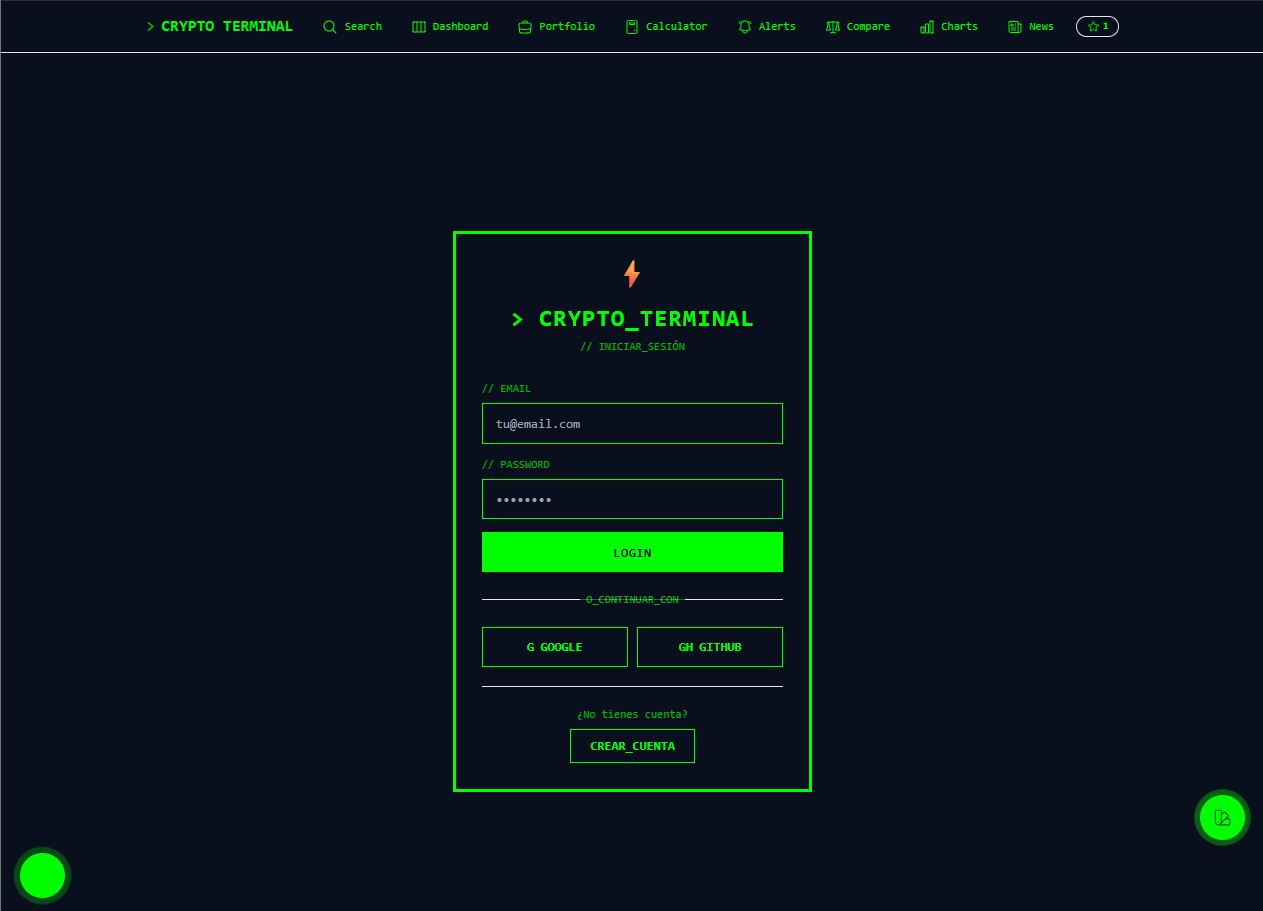 > CRYPTO TERMINAL Search Dashboard Portfolio Calculator Alerts Compare Charts News 1
> CRYPTO_TERMINAL
// INICIAR_SESIÓN
// EMAIL
tu@email.com
// PASSWORD
••••••••
LOGIN
O_CONTINUAR_CON
G GOOGLE GH GITHUB
¿No tienes cuenta?
CREAR_CUENTA